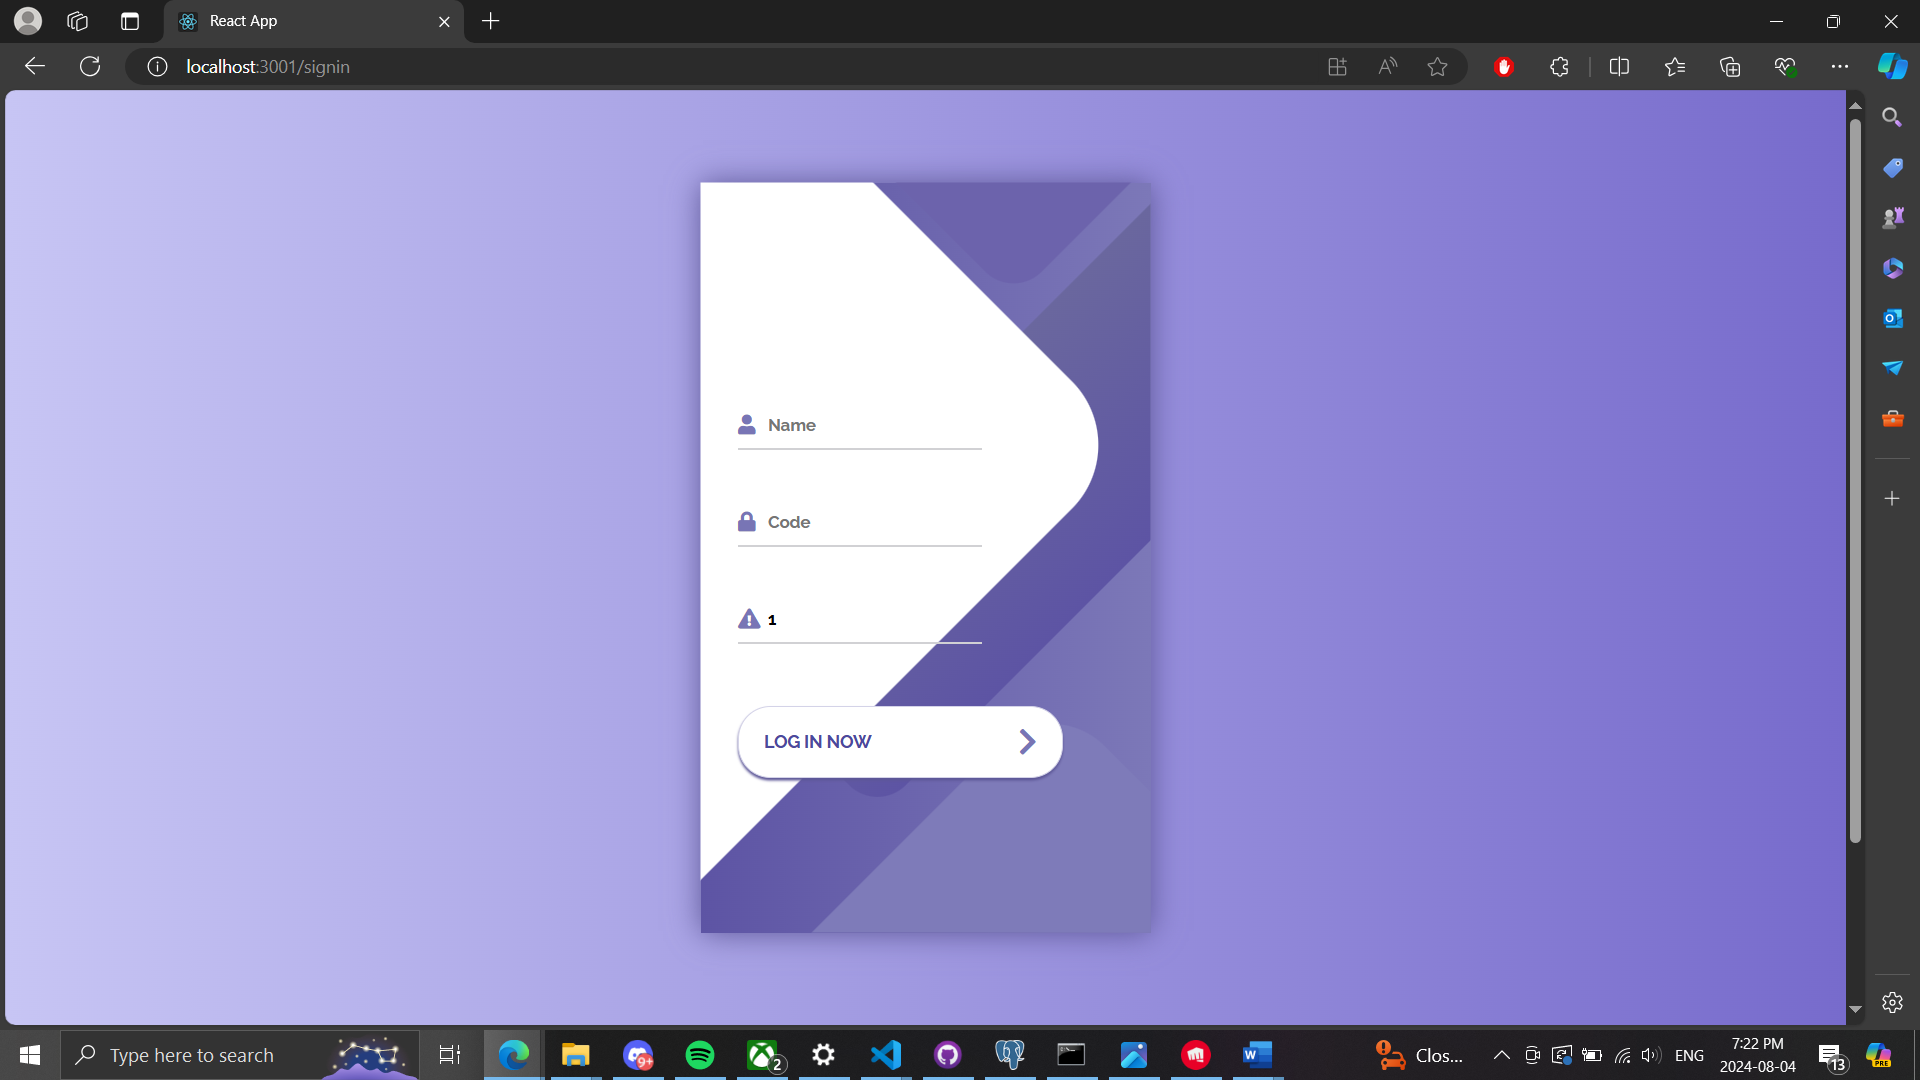 React App
localhost:3001/signin
Name
Code
1
LOG IN NOW
Type here to search
9+
2
Clos...
ENG
7:22 PM
2024-08-04
13
PRE